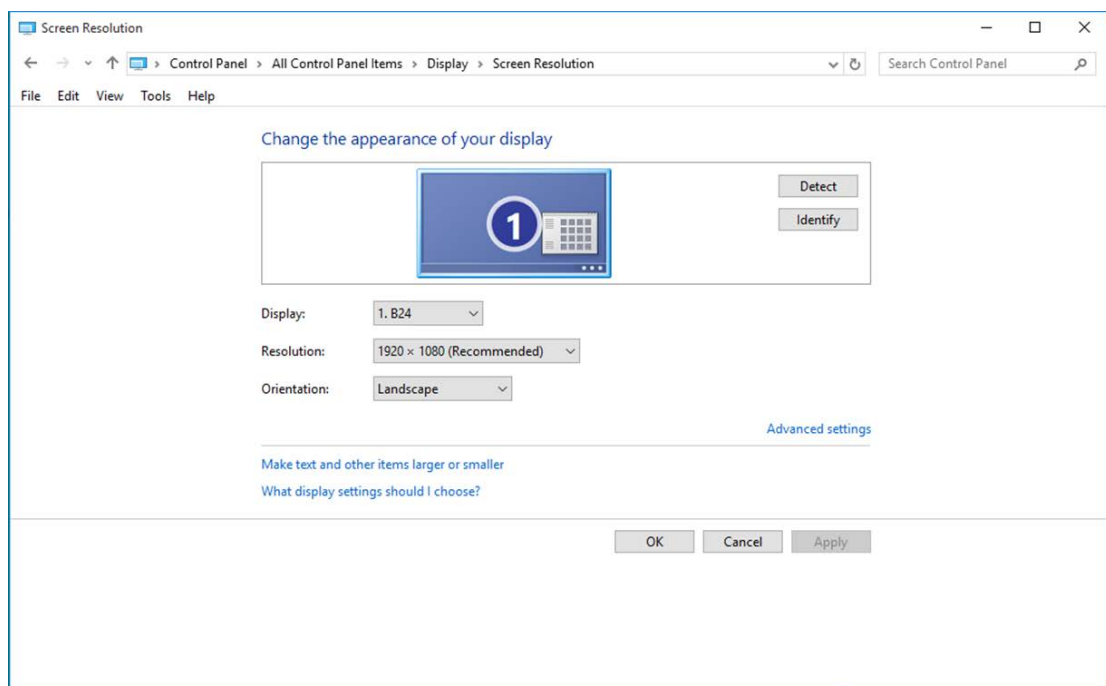 Screen Resolution
Control Panel > All Control Panel Items > Display > Screen Resolution
Search Control Panel
File Edit View Tools Help
Change the appearance of your display
1
Detect
Identify
Display: 1. B24
Resolution: 1920 × 1080 (Recommended)
Orientation: Landscape
Advanced settings
Make text and other items larger or smaller
What display settings should I choose?
OK Cancel Apply